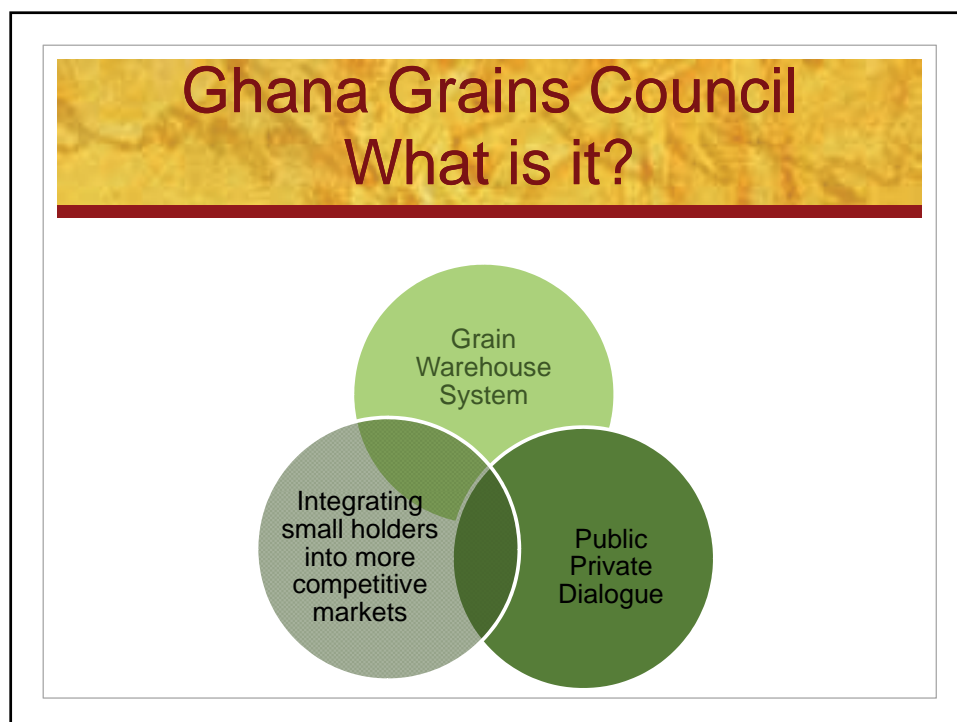 Ghana Grains Council
What is it?
Grain
Warehouse
System
Integrating
small holders
into more
competitive
markets
Public
Private
Dialogue